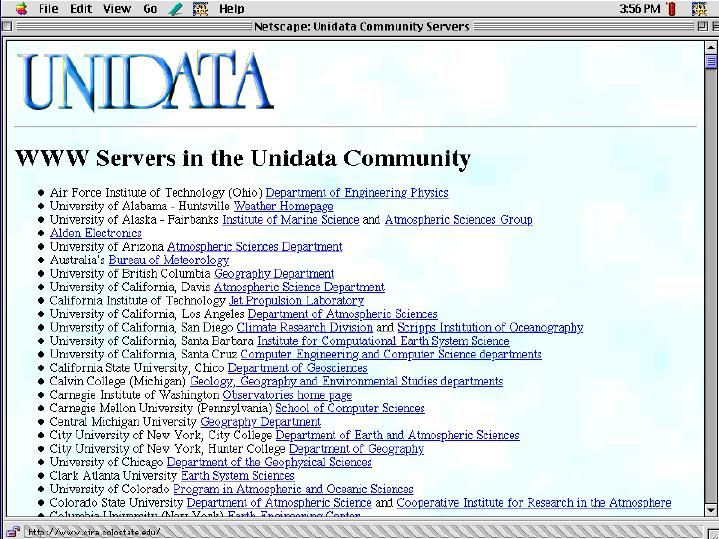 File Edit View Go Help 3:56 PM
Netscape: Unidata Community Servers
UNIDATA
WWW Servers in the Unidata Community
Air Force Institute of Technology (Ohio) Department of Engineering Physics
University of Alabama - Huntsville Weather Homepage
University of Alaska - Fairbanks Institute of Marine Science and Atmospheric Sciences Group
Alden Electronics
University of Arizona Atmospheric Sciences Department
Australia's Bureau of Meteorology
University of British Columbia Geography Department
University of California, Davis Atmospheric Science Department
California Institute of Technology Jet Propulsion Laboratory
University of California, Los Angeles Department of Atmospheric Sciences
University of California, San Diego Climate Research Division and Scripps Institution of Oceanography
University of California, Santa Barbara Institute for Computational Earth System Science
University of California, Santa Cruz Computer Engineering and Computer Science departments
California State University, Chico Department of Geosciences
Calvin College (Michigan) Geology, Geography and Environmental Studies departments
Carnegie Institute of Washington Observatories home page
Carnegie Mellon University (Pennsylvania) School of Computer Sciences
Central Michigan University Geography Department
City University of New York, City College Department of Earth and Atmospheric Sciences
City University of New York, Hunter College Department of Geography
University of Chicago Department of the Geophysical Sciences
Clark Atlanta University Earth System Sciences
University of Colorado Program in Atmospheric and Oceanic Sciences
Colorado State University Department of Atmospheric Science and Cooperative Institute for Research in the Atmosphere
Columbia University (New York) Earth Engineering Center
http://www.cira.colostate.edu/